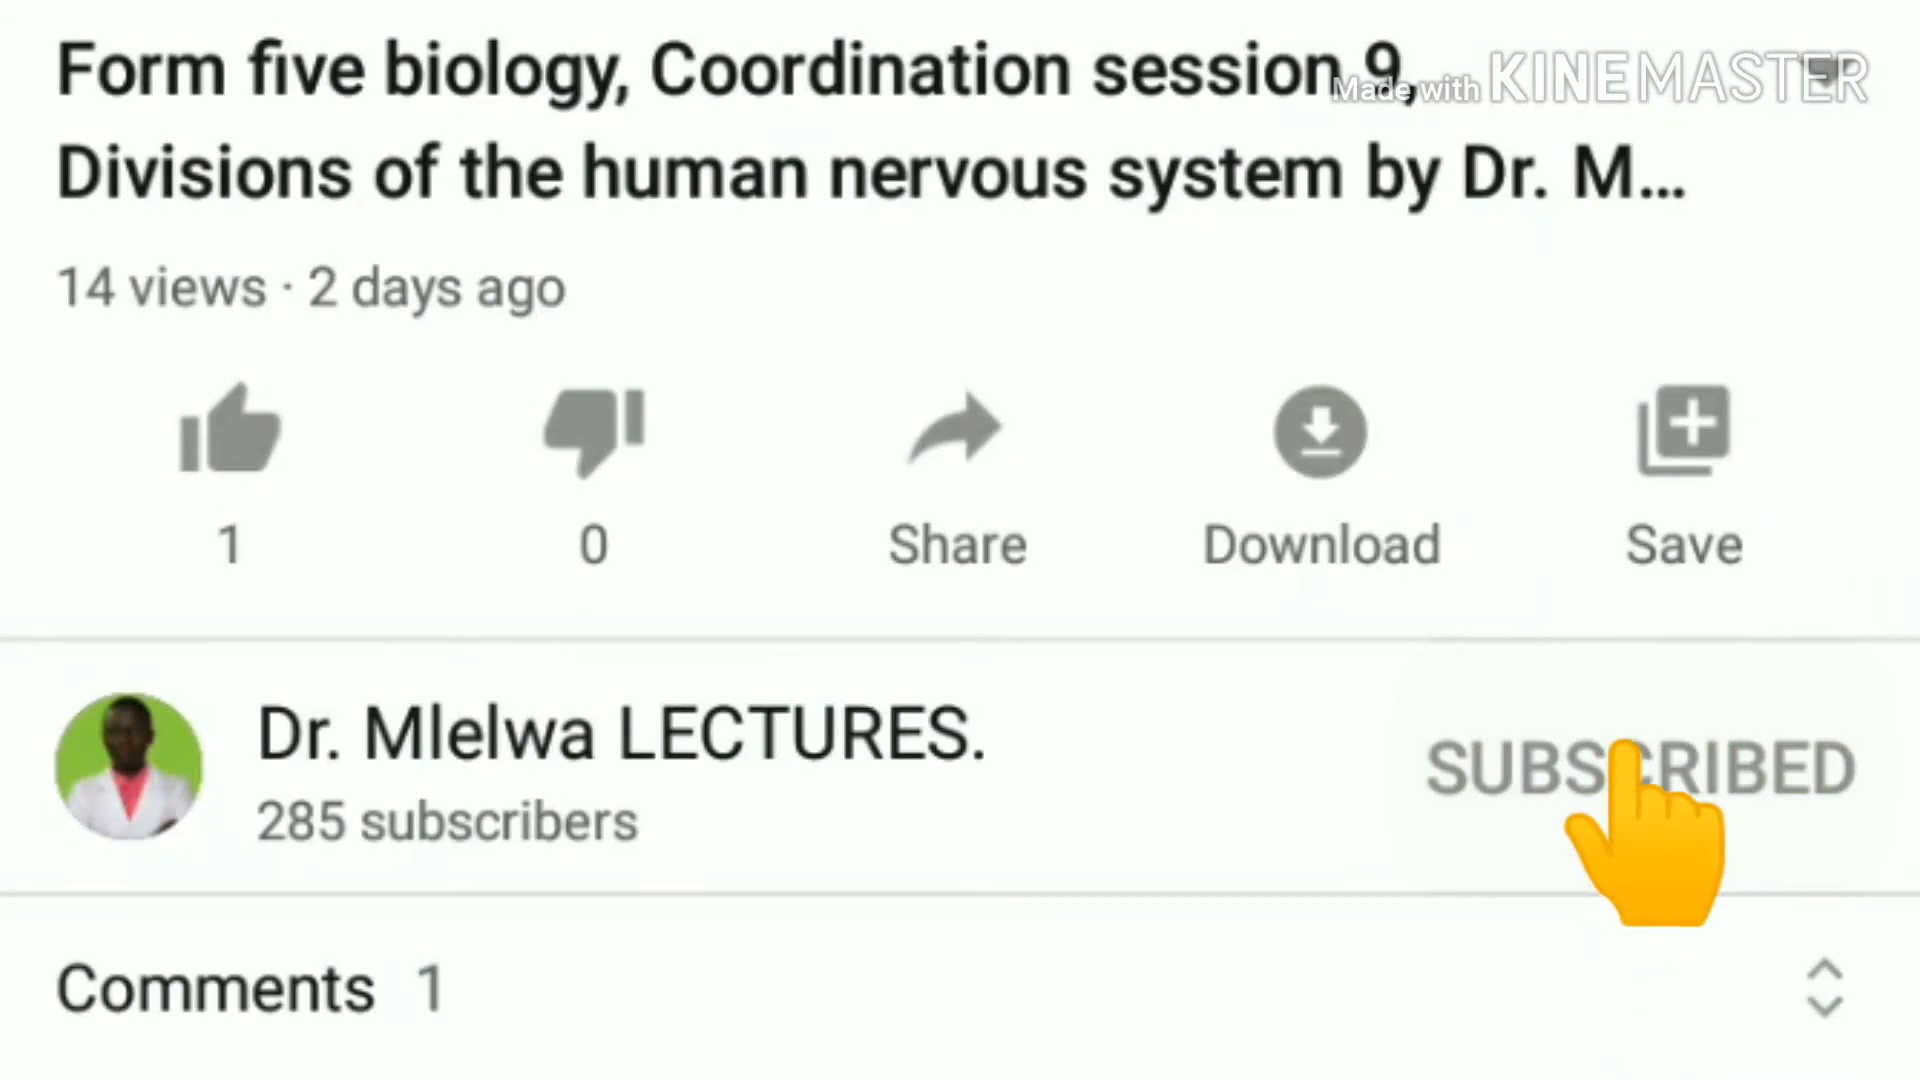 Form five biology, Coordination session 9,
Made with KINEMASTER
Divisions of the human nervous system by Dr. M...
14 views · 2 days ago
1
0
Share
Download
Save
Dr. Mlelwa LECTURES.
SUBSCRIBED
285 subscribers
Comments 1